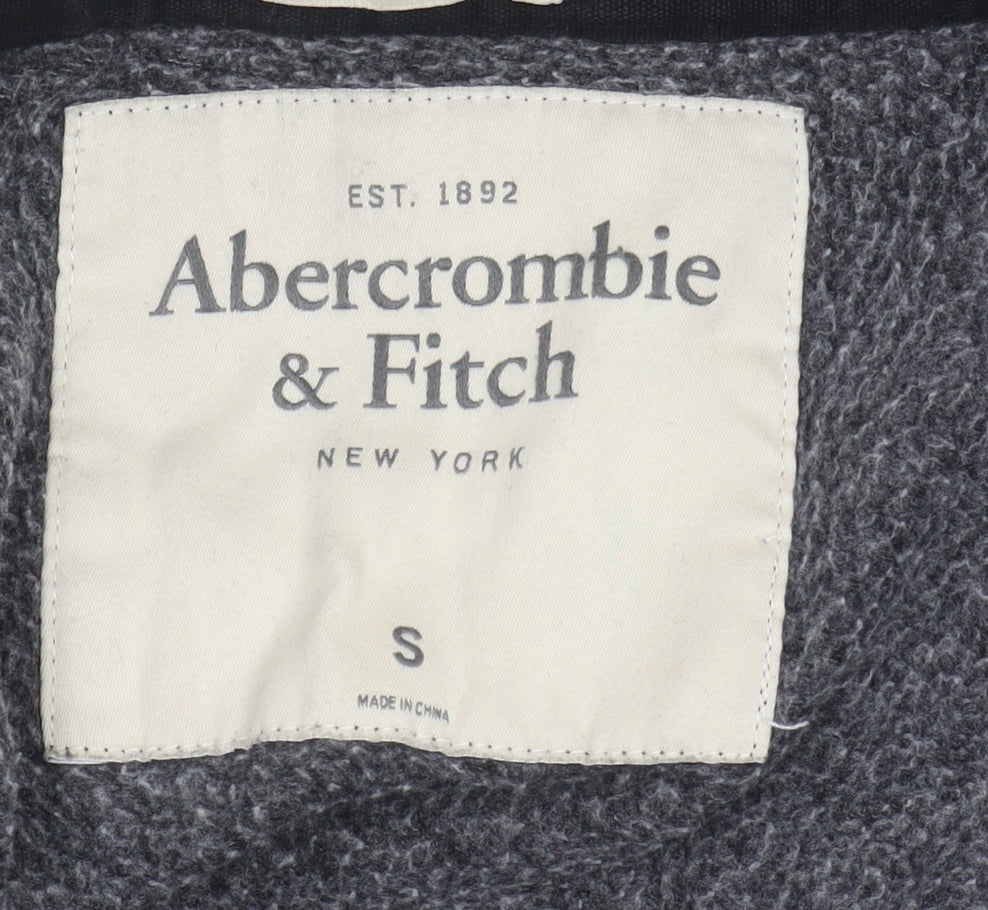 EST. 1892
Abercrombie
& Fitch
NEW YORK
S
MADE IN CHINA